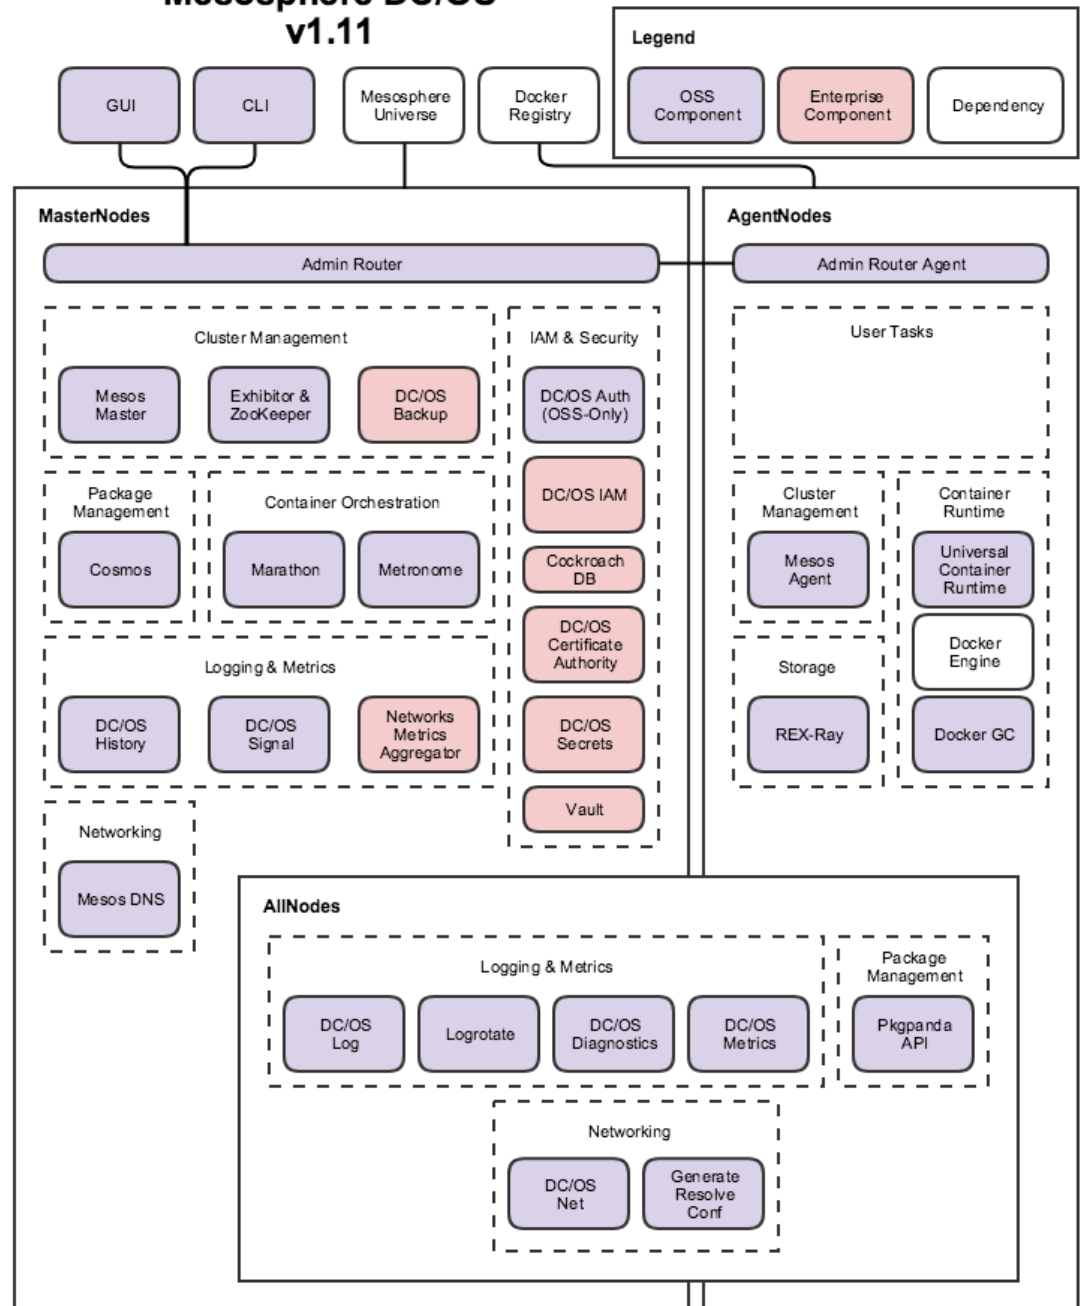 Mesosphere DC/OS
v1.11
Legend
GUI
CLI
Mesosphere
Universe
Docker
Registry
OSS
Component
Enterprise
Component
Dependency
MasterNodes
AgentNodes
Admin Router
Admin Router Agent
Cluster Management
Mesos
Master
Exhibitor &
ZooKeeper
DC/OS
Backup
IAM & Security
DC/OS Auth
(OSS-Only)
DC/OS IAM
Cockroach
DB
DC/OS
Certificate
Authority
DC/OS
Secrets
Vault
Package
Management
Cosmos
Container Orchestration
Marathon
Metronome
Logging & Metrics
DC/OS
History
DC/OS
Signal
Networks
Metrics
Aggregator
Networking
Mesos DNS
User Tasks
Cluster
Management
Mesos
Agent
Container
Runtime
Universal
Container
Runtime
Docker
Engine
Docker GC
Storage
REX-Ray
AllNodes
Logging & Metrics
DC/OS
Log
Logrotate
DC/OS
Diagnostics
DC/OS
Metrics
Package
Management
Pkgpanda
API
Networking
DC/OS
Net
Generate
Resolve
Conf